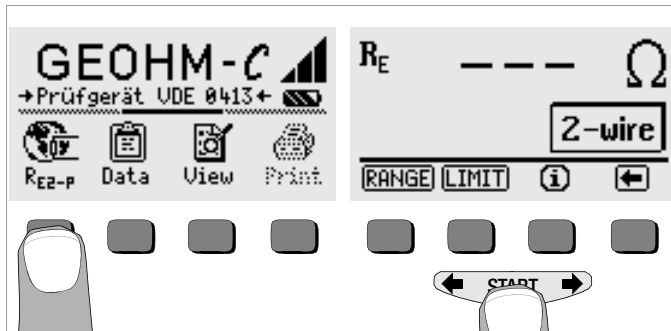 GEOHM-C
→Prüfgerät VDE 0413←
RE2-P Data View Print
RE — — — Ω
2-wire
RANGE LIMIT i ←
← START →